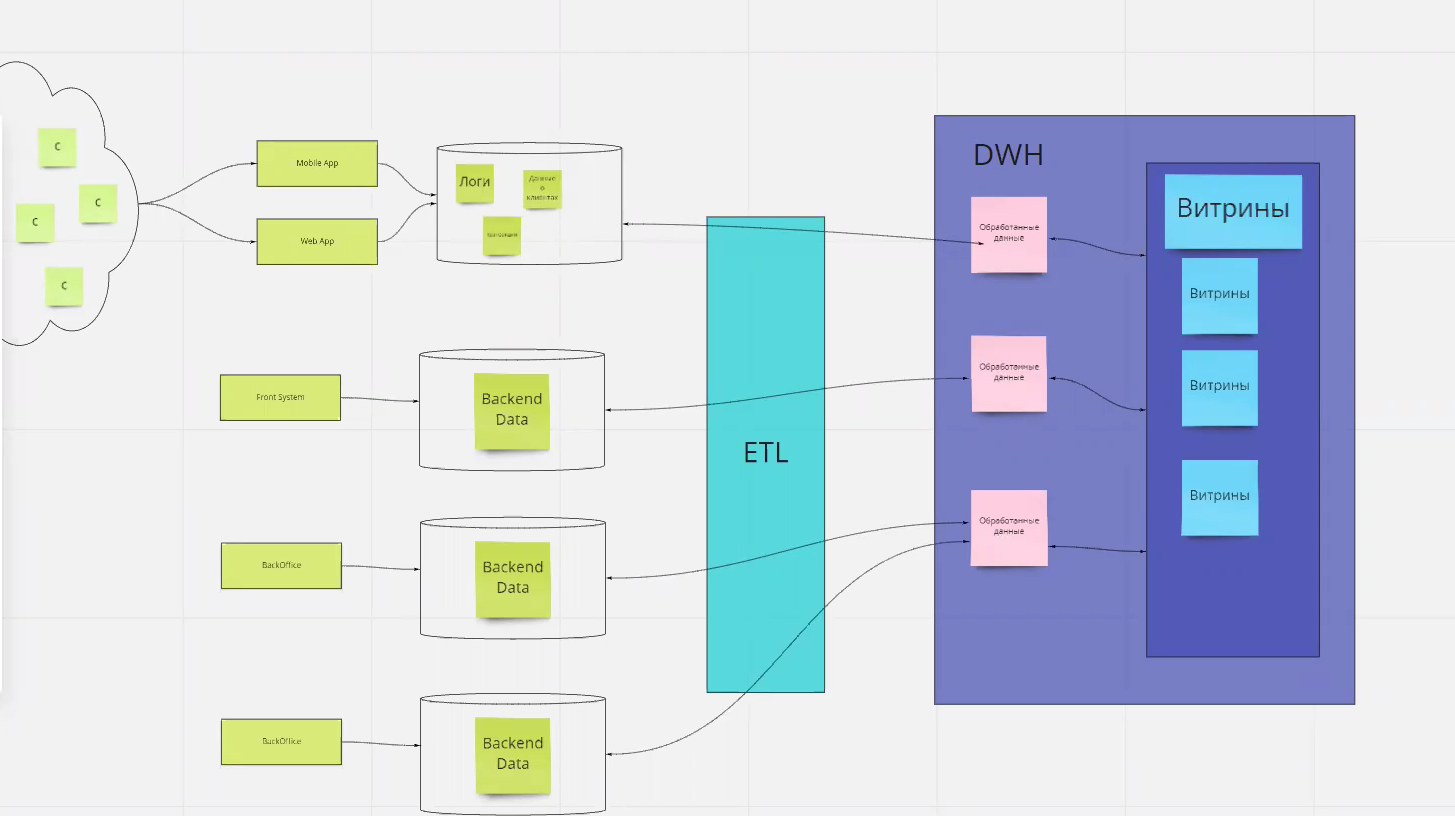 C
C
C
C
Mobile App
Web App
Логи
Данные
о
клиентах
Front System
Backend
Data
BackOffice
Backend
Data
BackOffice
Backend
Data
ETL
DWH
Обработанные
данные
Обработанные
данные
Обработанные
данные
Витрины
Витрины
Витрины
Витрины